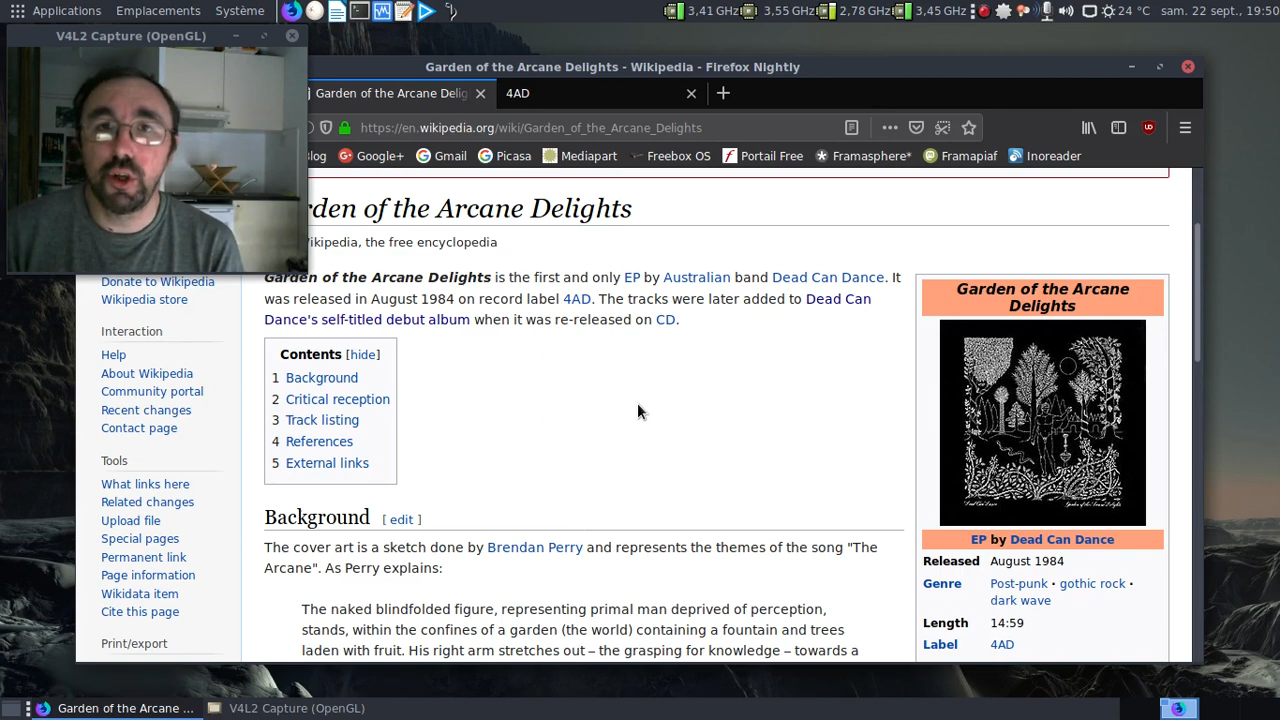 Applications Emplacements Système 3,41 GHz 3,55 GHz 2,78 GHz 3,45 GHz 24 °C sam. 22 sept., 19:50
V4L2 Capture (OpenGL)
Garden of the Arcane Delights - Wikipedia - Firefox Nightly
Garden of the Arcane Delig 4AD
https://en.wikipedia.org/wiki/Garden_of_the_Arcane_Delights
log Google+ Gmail Picasa Mediapart Freebox OS Portail Free Framasphere* Framapiaf Inoreader
rden of the Arcane Delights
ikipedia, the free encyclopedia
Donate to Wikipedia
Wikipedia store
Interaction
Help
About Wikipedia
Community portal
Recent changes
Contact page
Tools
What links here
Related changes
Upload file
Special pages
Permanent link
Page information
Wikidata item
Cite this page
Print/export
Garden of the Arcane Delights is the first and only EP by Australian band Dead Can Dance. It
was released in August 1984 on record label 4AD. The tracks were later added to Dead Can
Dance's self-titled debut album when it was re-released on CD.
Contents [hide]
1 Background
2 Critical reception
3 Track listing
4 References
5 External links
Background [ edit ]
The cover art is a sketch done by Brendan Perry and represents the themes of the song "The
Arcane". As Perry explains:
The naked blindfolded figure, representing primal man deprived of perception,
stands, within the confines of a garden (the world) containing a fountain and trees
laden with fruit. His right arm stretches out – the grasping for knowledge – towards a
Garden of the Arcane
Delights
Dead Can Dance
Garden of the Arcane Delights
EP by Dead Can Dance
Released August 1984
Genre Post-punk · gothic rock ·
dark wave
Length 14:59
Label 4AD
Garden of the Arcane ... V4L2 Capture (OpenGL)